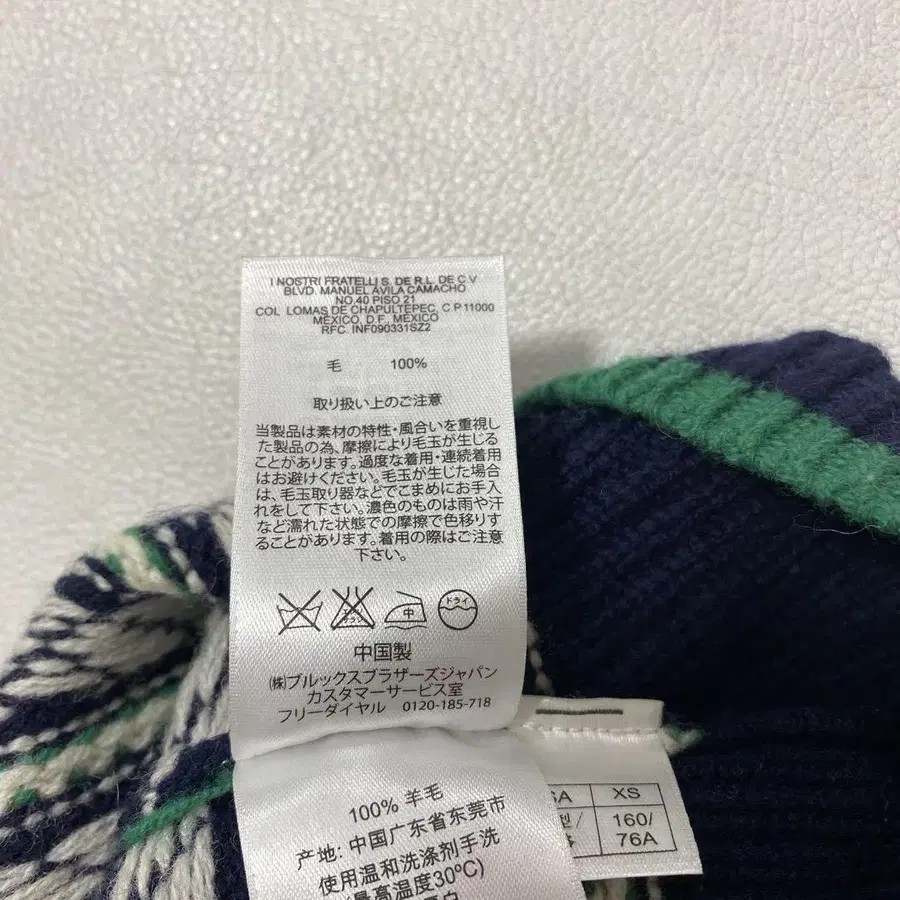 I NOSTRI FRATELLI S. DE R.L. DE C V
BLVD. MANUEL ÁVILA CAMACHO
NO.40 PISO 21
COL LOMAS DE CHAPULTEPEC, C P 11000
MÉXICO, D.F., MÉXICO
RFC. INF090331SZ2
毛 100%
取り扱い上のご注意
当製品は素材の特性・風合いを重視し
た製品の為、摩擦により毛玉が生じる
ことがあります。過度な着用・連続着用
はお避けください。毛玉が生じた場合
は、毛玉取り器などでこまめにお手入
れをして下さい。濃色のものは雨や汗
など濡れた状態での摩擦で色移りす
ることがあります。着用の際はご注意
下さい。
中 ドライ
中国製
㈱ブルックスブラザーズジャパン
カスタマーサービス室
フリーダイヤル 0120-185-718
XS
型/ 160/
76A
100% 羊毛
产地: 中国广东省东莞市
使用温和洗涤剂手洗
(最高温度30℃)